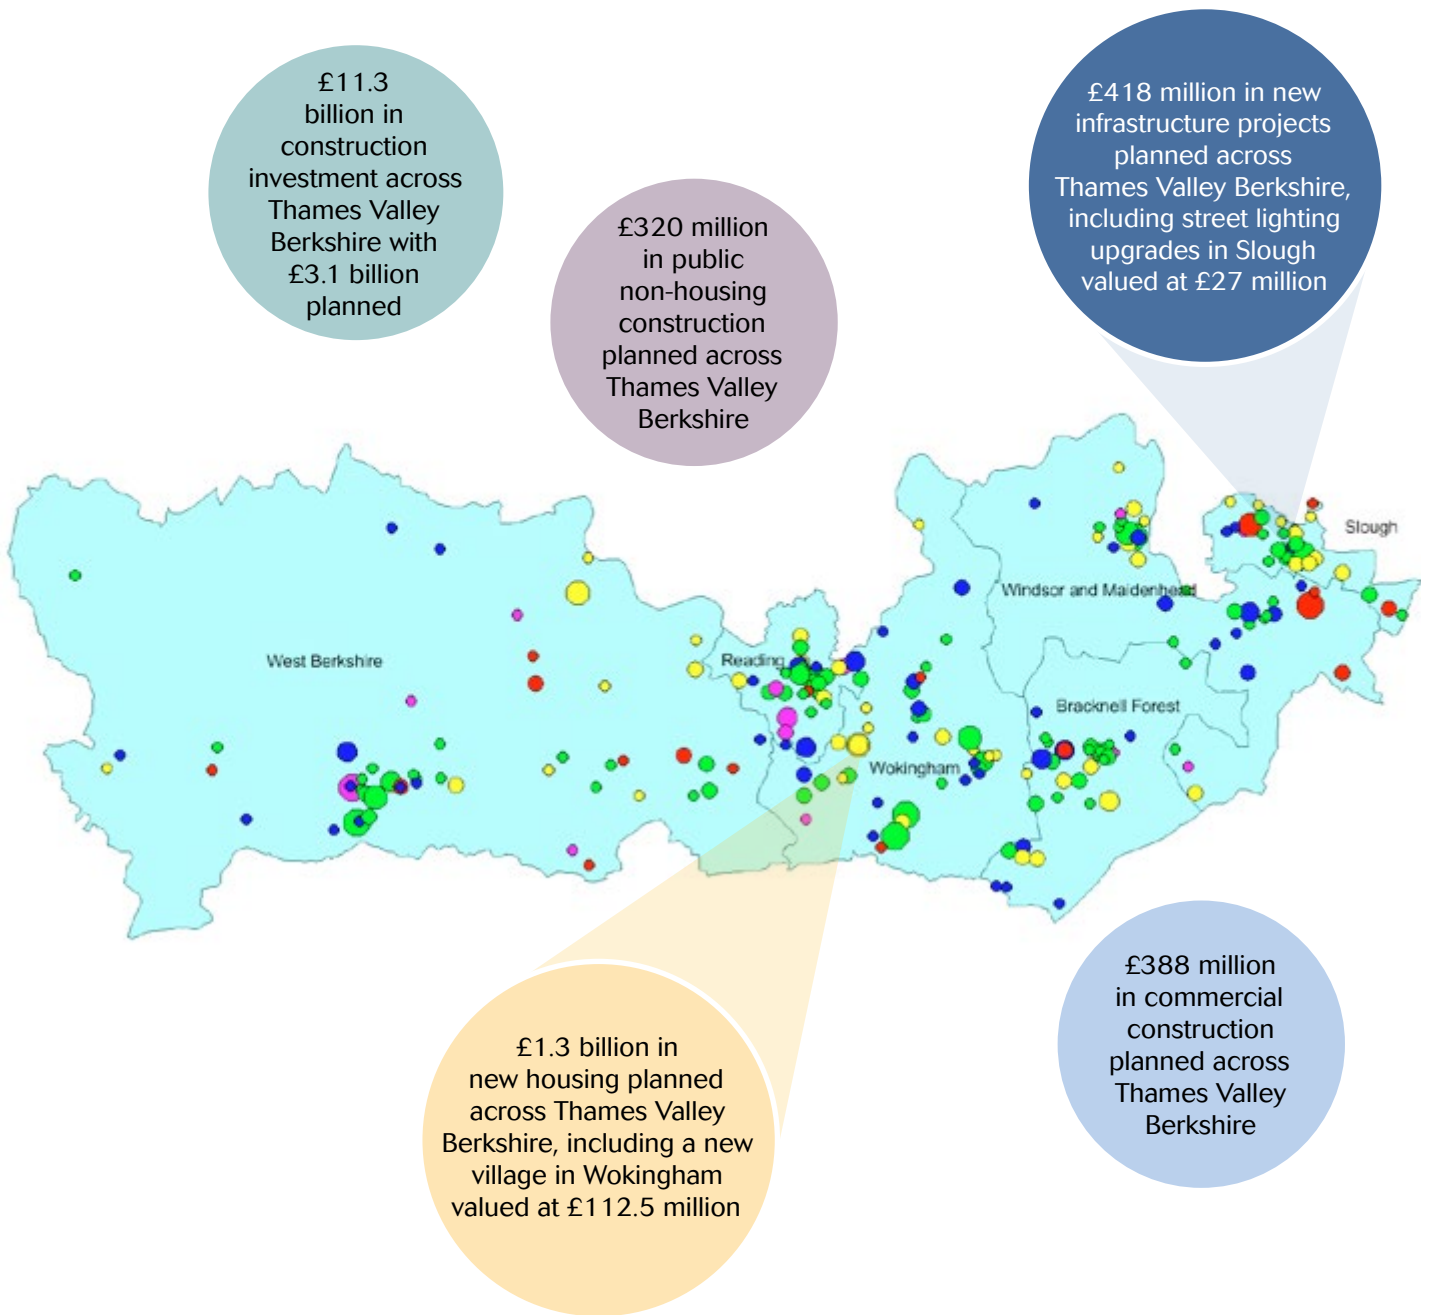 £11.3
billion in
construction
investment across
Thames Valley
Berkshire with
£3.1 billion
planned
£320 million
in public
non-housing
construction
planned across
Thames Valley
Berkshire
£418 million in new
infrastructure projects
planned across
Thames Valley Berkshire,
including street lighting
upgrades in Slough
valued at £27 million
Slough
Windsor and Maidenhead
West Berkshire
Reading
Bracknell Forest
Wokingham
£388 million
in commercial
construction
planned across
Thames Valley
Berkshire
£1.3 billion in
new housing planned
across Thames Valley
Berkshire, including a new
village in Wokingham
valued at £112.5 million